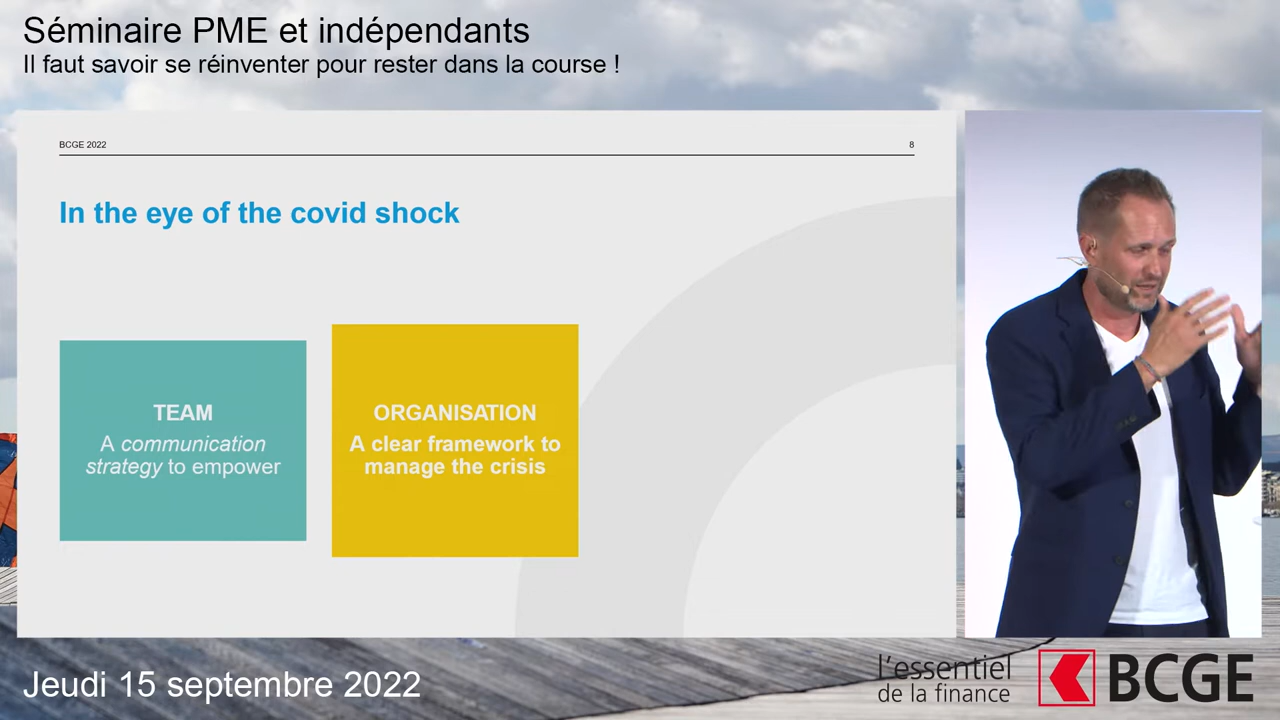 Séminaire PME et indépendants
Il faut savoir se réinventer pour rester dans la course !
BCGE 2022
8
In the eye of the covid shock
TEAM
A communication
strategy to empower
ORGANISATION
A clear framework to
manage the crisis
Jeudi 15 septembre 2022
l'essentiel
de la finance
BCGE